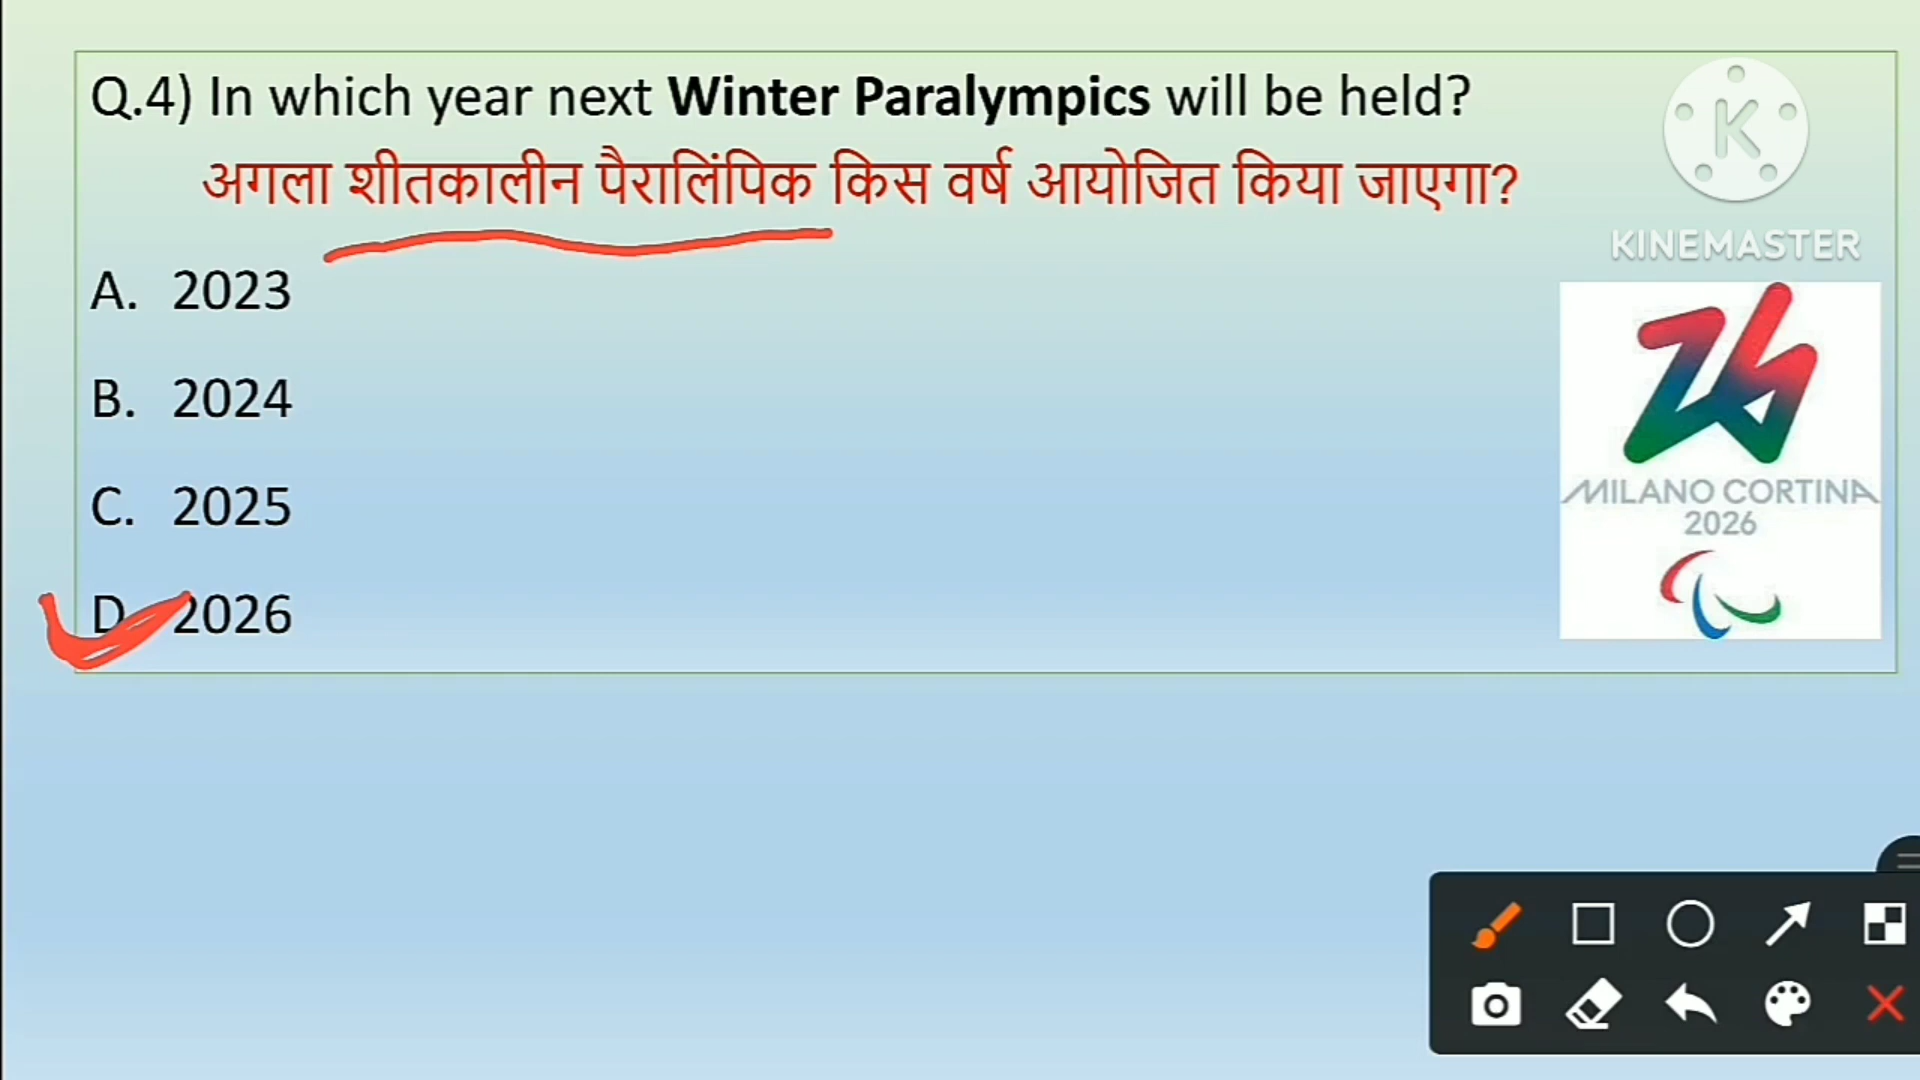 Q.4) In which year next Winter Paralympics will be held?
अगला शीतकालीन पैरालिंपिक किस वर्ष आयोजित किया जाएगा?
A. 2023
B. 2024
C. 2025
D. 2026
K
KINEMASTER
26
MILANO CORTINA
2026